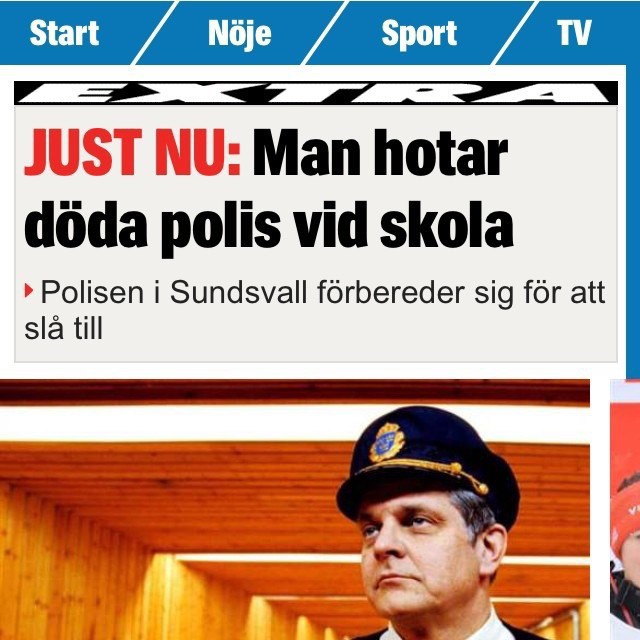 Start Nöje Sport TV
EXTRA
JUST NU: Man hotar
döda polis vid skola
Polisen i Sundsvall förbereder sig för att
slå till